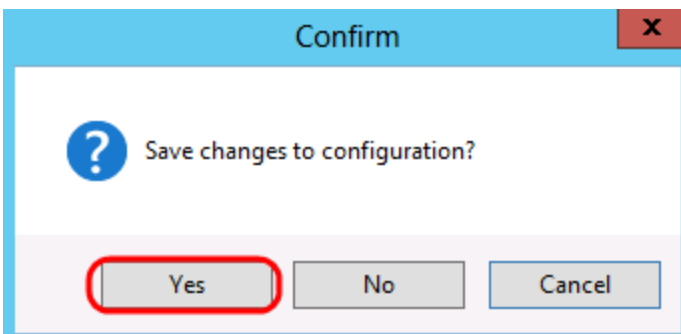 Confirm
x
?
Save changes to configuration?
Yes
No
Cancel